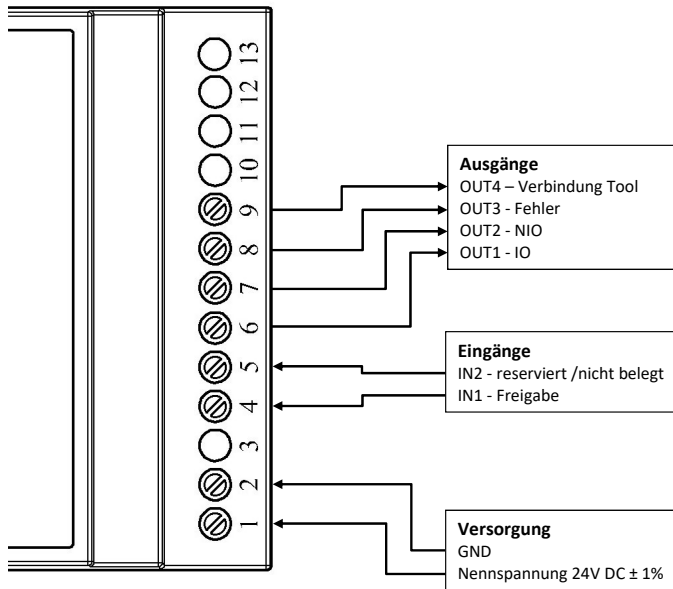 13
12
11
10
9
8
7
6
5
4
3
2
1
Ausgänge
OUT4 – Verbindung Tool
OUT3 - Fehler
OUT2 - NIO
OUT1 - IO
Eingänge
IN2 - reserviert /nicht belegt
IN1 - Freigabe
Versorgung
GND
Nennspannung 24V DC ± 1%